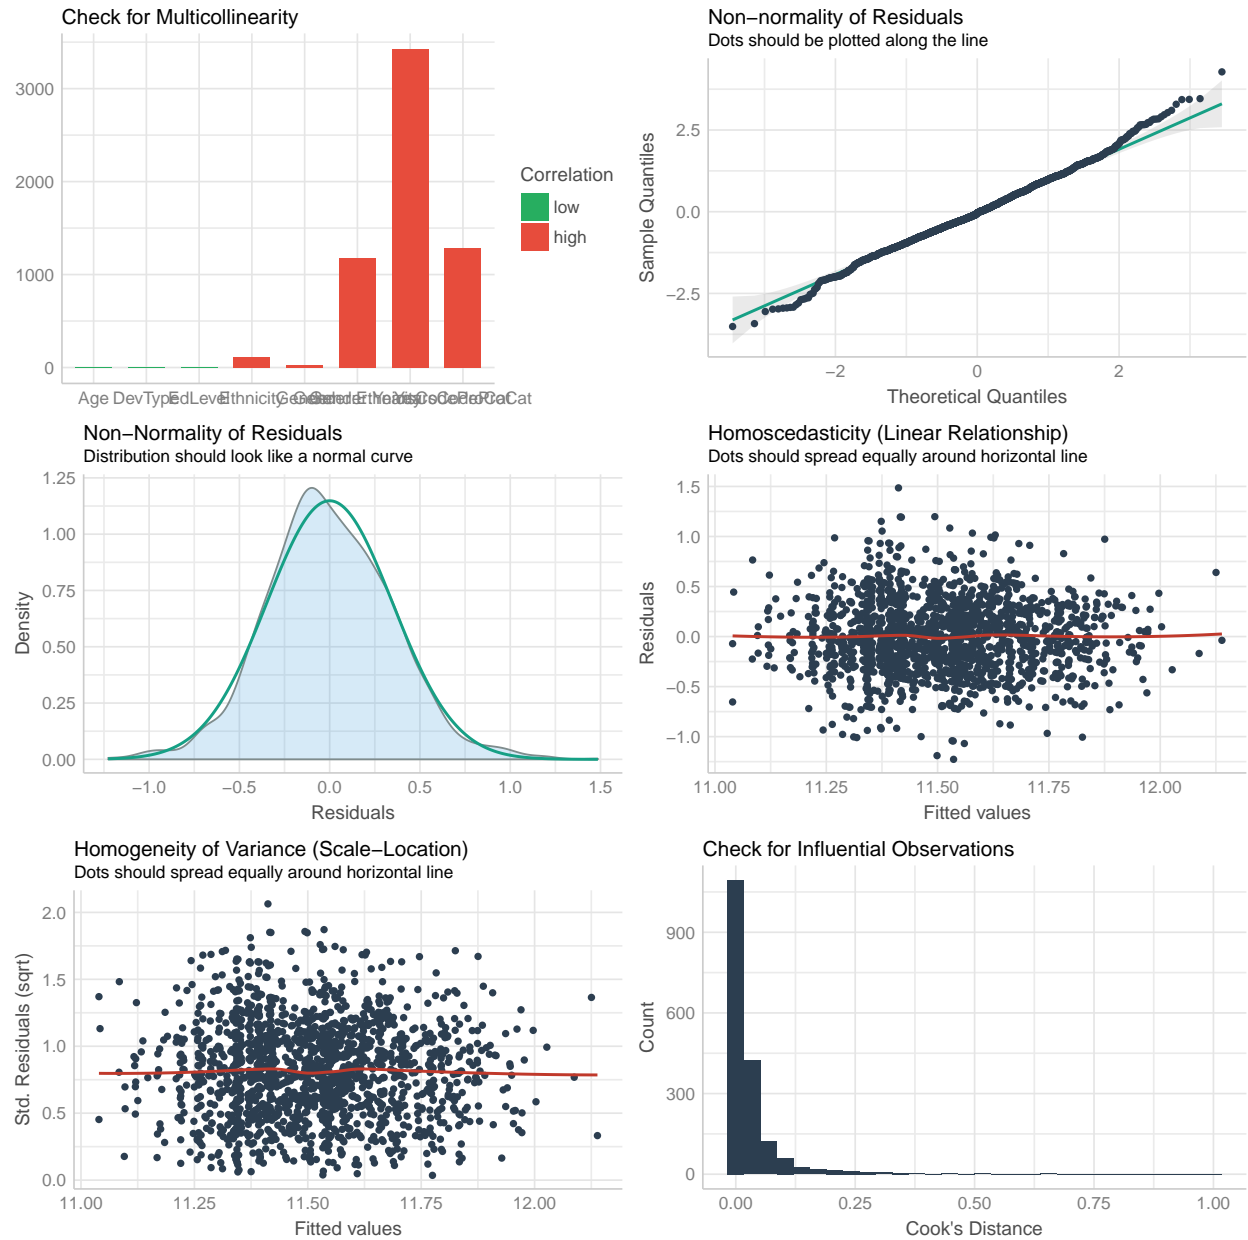 Check for Multicollinearity
3000
2000
1000
0
Age
DevType
EdLevel
Ethnicity
Correlation
low
high
Non−normality of Residuals
Dots should be plotted along the line
Sample Quantiles
2.5
0.0
−2.5
−2
0
2
Theoretical Quantiles
Non−Normality of Residuals
Distribution should look like a normal curve
Density
1.25
1.00
0.75
0.50
0.25
0.00
−1.0
−0.5
0.0
0.5
1.0
1.5
Residuals
Homoscedasticity (Linear Relationship)
Dots should spread equally around horizontal line
Residuals
1.5
1.0
0.5
0.0
−0.5
−1.0
11.00
11.25
11.50
11.75
12.00
Fitted values
Homogeneity of Variance (Scale−Location)
Dots should spread equally around horizontal line
Std. Residuals (sqrt)
2.0
1.5
1.0
0.5
0.0
11.00
11.25
11.50
11.75
12.00
Fitted values
Check for Influential Observations
Count
900
600
300
0
0.00
0.25
0.50
0.75
1.00
Cook's Distance